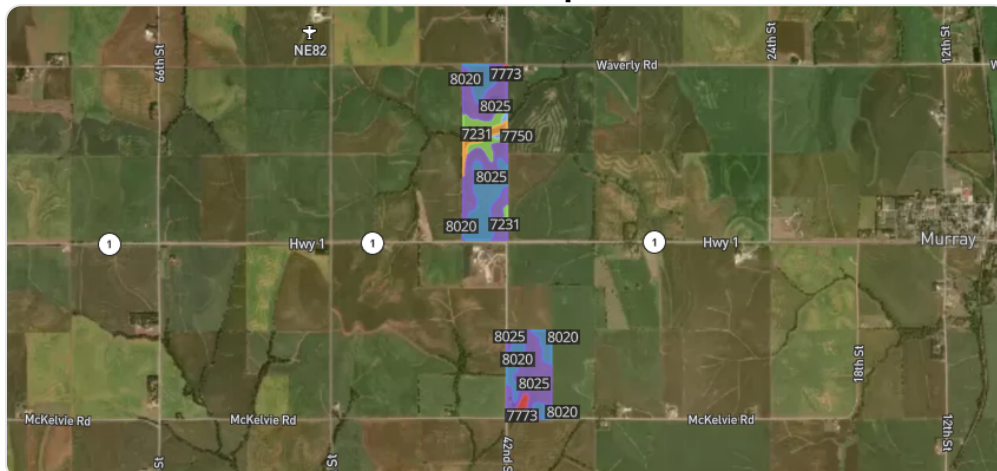 66th St
NE82
Waverly Rd
24th St
12th St
W
8020
7773
8025
7231
7750
8025
8020
7231
1
Hwy 1
1
1
Hwy 1
Murray
8025
8020
8020
8025
7773
8020
18th St
McKelvie Rd
McKelvie Rd
McKelvie Rd
St
St
42nd S
12th St